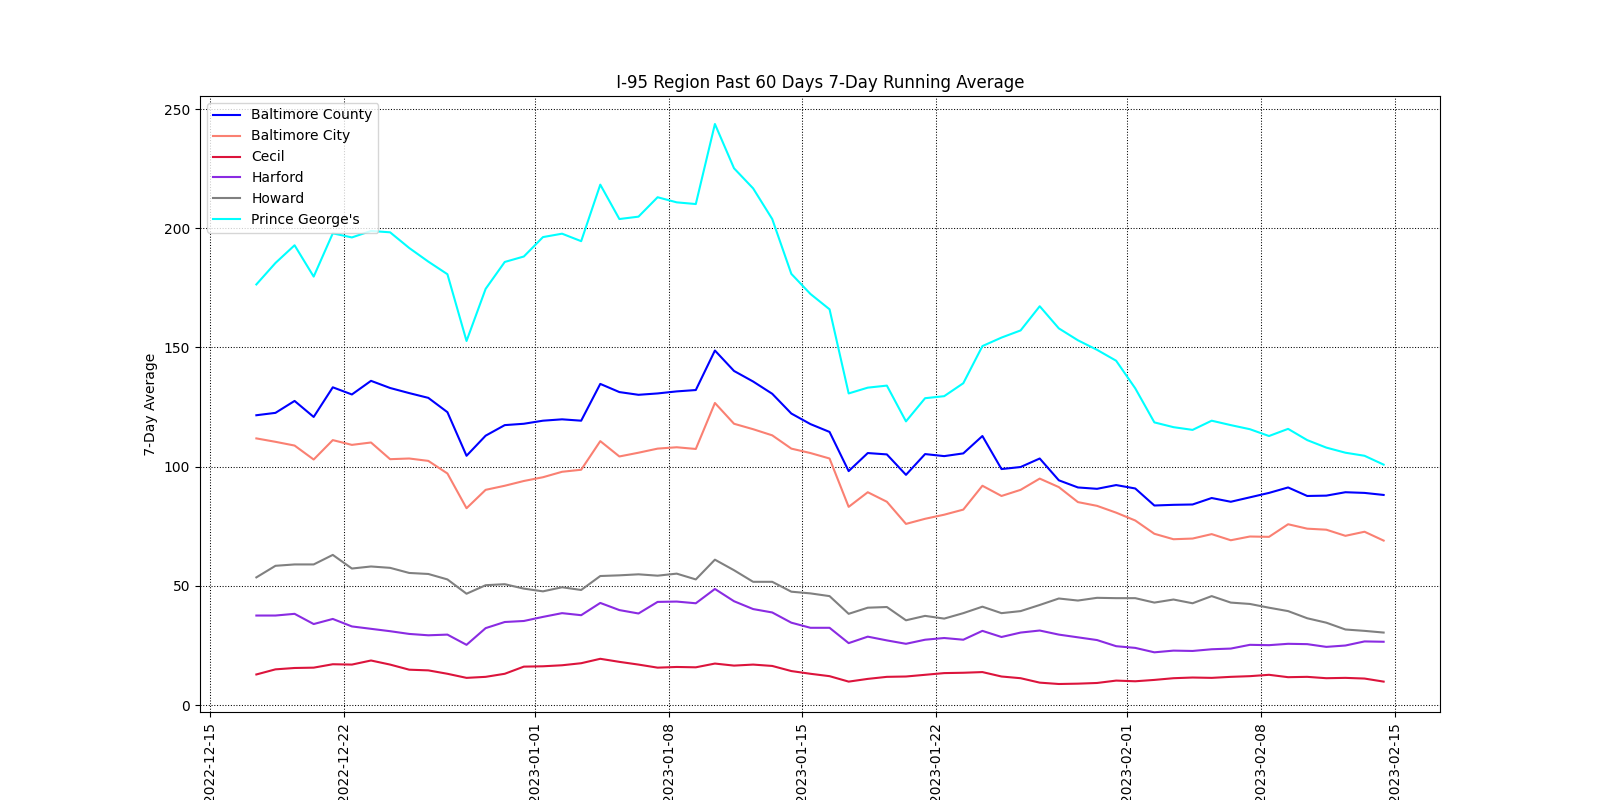 I-95 Region Past 60 Days 7-Day Running Average
250
200
150
100
50
0
7-Day Average
Baltimore County
Baltimore City
Cecil
Harford
Howard
Prince George's
2022-12-15
2022-12-22
2023-01-01
2023-01-08
2023-01-15
2023-01-22
2023-02-01
2023-02-08
2023-02-15